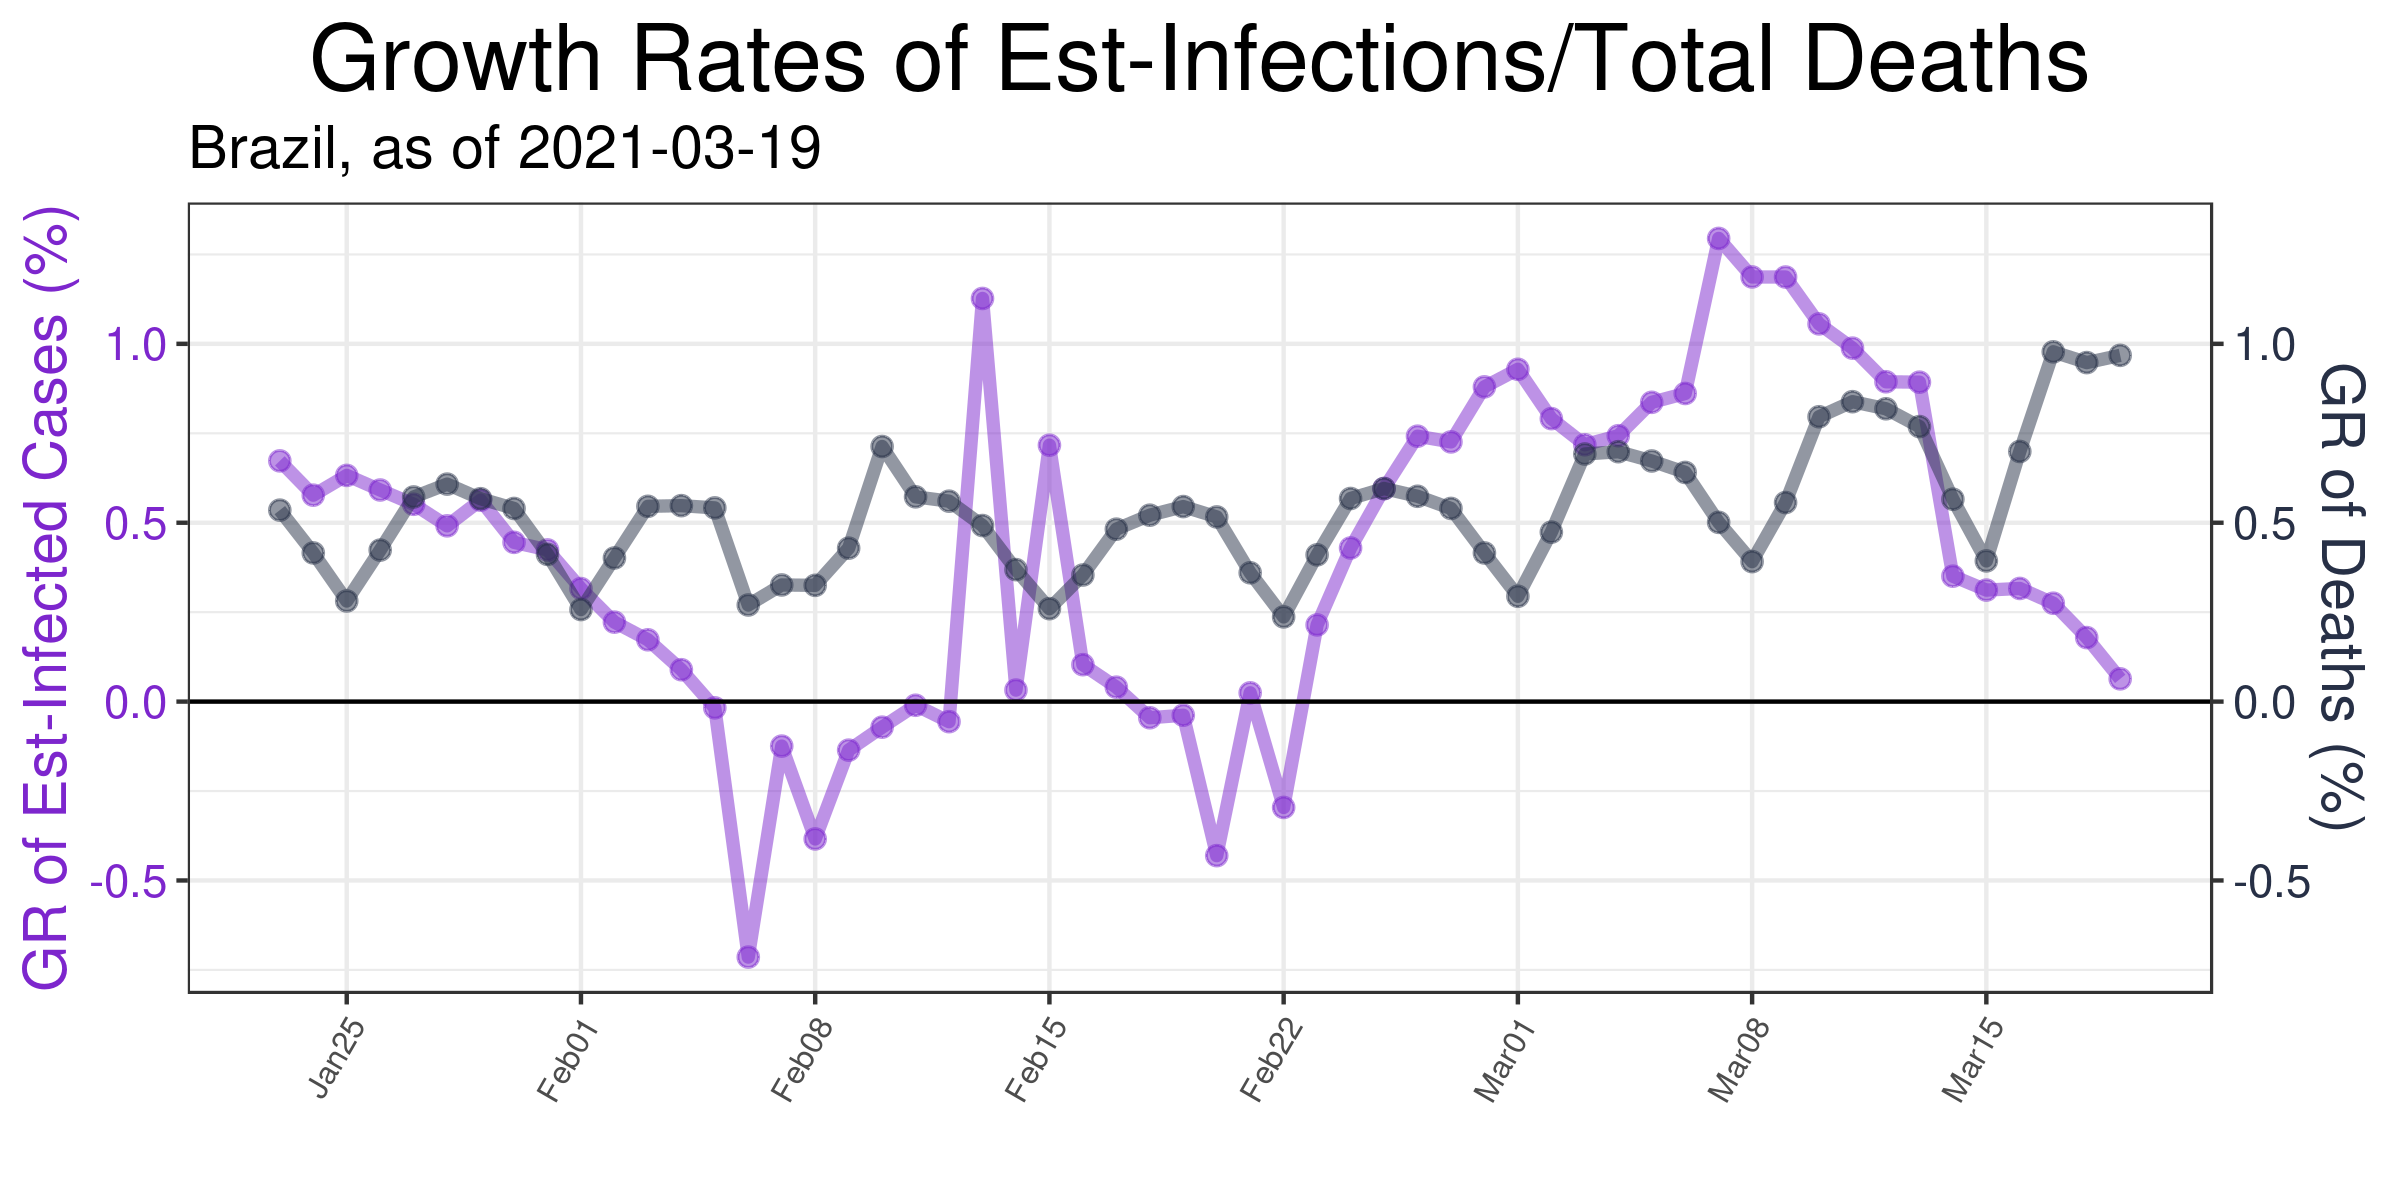 Growth Rates of Est-Infections/Total Deaths
Brazil, as of 2021-03-19
GR of Est-Infected Cases (%)
1.0
0.5
0.0
-0.5
1.0
0.5
0.0
-0.5
GR of Deaths (%)
Jan25
Feb01
Feb08
Feb15
Feb22
Mar01
Mar08
Mar15